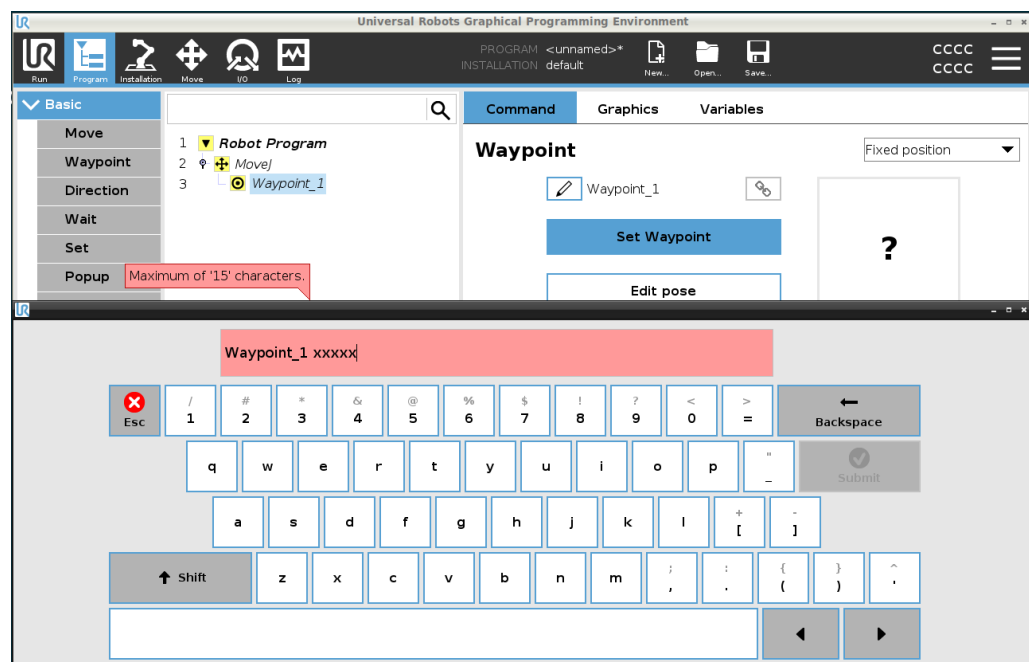 UR Universal Robots Graphical Programming Environment
Run Program Installation Move I/O Log
PROGRAM <unnamed>*
INSTALLATION default
New... Open... Save...
CCCC
CCCC
Basic
Move
Waypoint
Direction
Wait
Set
Popup
1 Robot Program
2 MoveJ
3 Waypoint_1
Maximum of '15' characters.
Command Graphics Variables
Waypoint
Fixed position
Waypoint_1
Set Waypoint
?
Edit pose
UR
Waypoint_1 xxxxx
Esc
/ # * & @ % $ ! ? < >
1 2 3 4 5 6 7 8 9 0 =
Backspace
q w e r t y u i o p " _
Submit
a s d f g h j k l + [ - ]
Shift z x c v b n m ; , : . { ( } ) ^ '